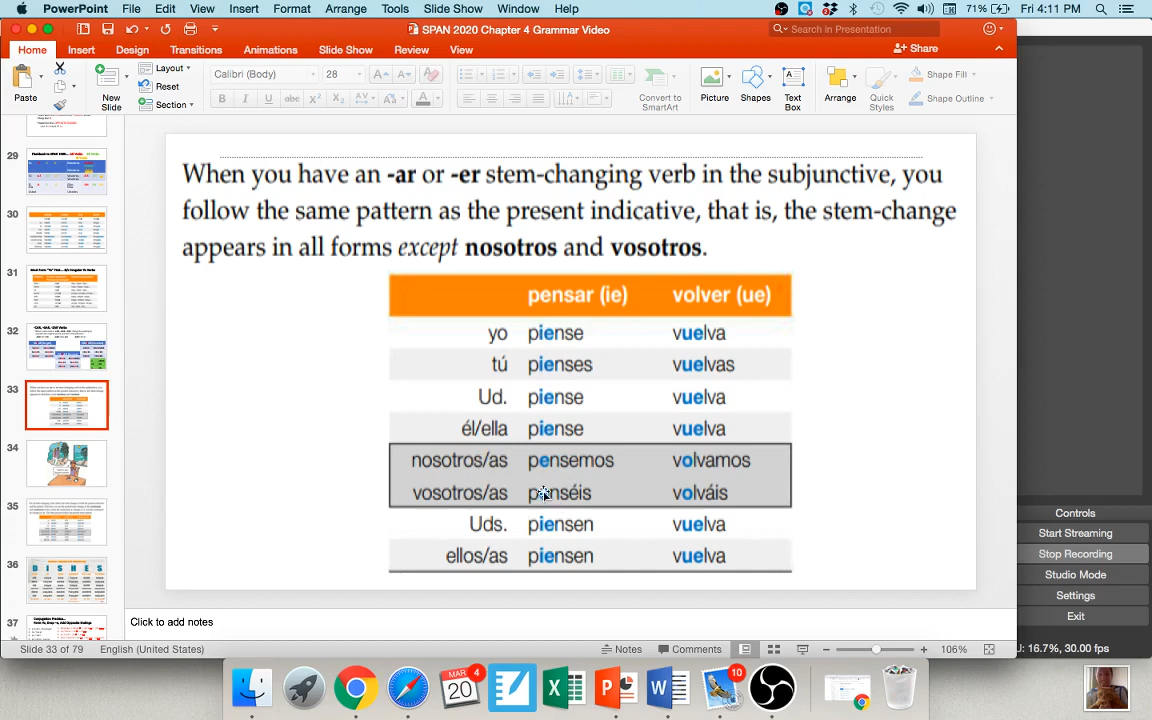 PowerPoint File Edit View Insert Format Arrange Tools Slide Show Window Help 71% Fri 4:11 PM
SPAN 2020 Chapter 4 Grammar Video
Search in Presentation
Home Insert Design Transitions Animations Slide Show Review View
Share
Paste
New Slide
Layout
Reset
Section
Calibri (Body) 28
Convert to SmartArt
Picture
Shapes
Text Box
Arrange
Quick Styles
Shape Fill
Shape Outline
29
30
31
32
33
34
35
36
37
DISHES
When you have an -ar or -er stem-changing verb in the subjunctive, you
follow the same pattern as the present indicative, that is, the stem-change
appears in all forms except nosotros and vosotros.
pensar (ie) volver (ue)
yo piense vuelva
tú pienses vuelvas
Ud. piense vuelva
él/ella piense vuelva
nosotros/as pensemos volvamos
vosotros/as penséis volváis
Uds. piensen vuelva
ellos/as piensen vuelva
Click to add notes
Slide 33 of 79 English (United States) Notes Comments 106%
Controls
Start Streaming
Stop Recording
Studio Mode
Settings
Exit
U: 16.7%, 30.00 fps
MAR
20
4
10